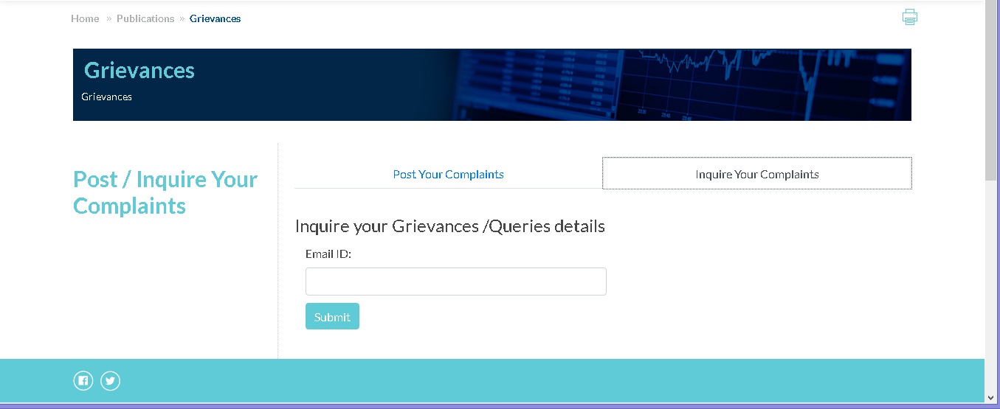 Home » Publications » Grievances
Grievances
Grievances
Post / Inquire Your
Complaints
Post Your Complaints
Inquire Your Complaints
Inquire your Grievances /Queries details
Email ID:
Submit